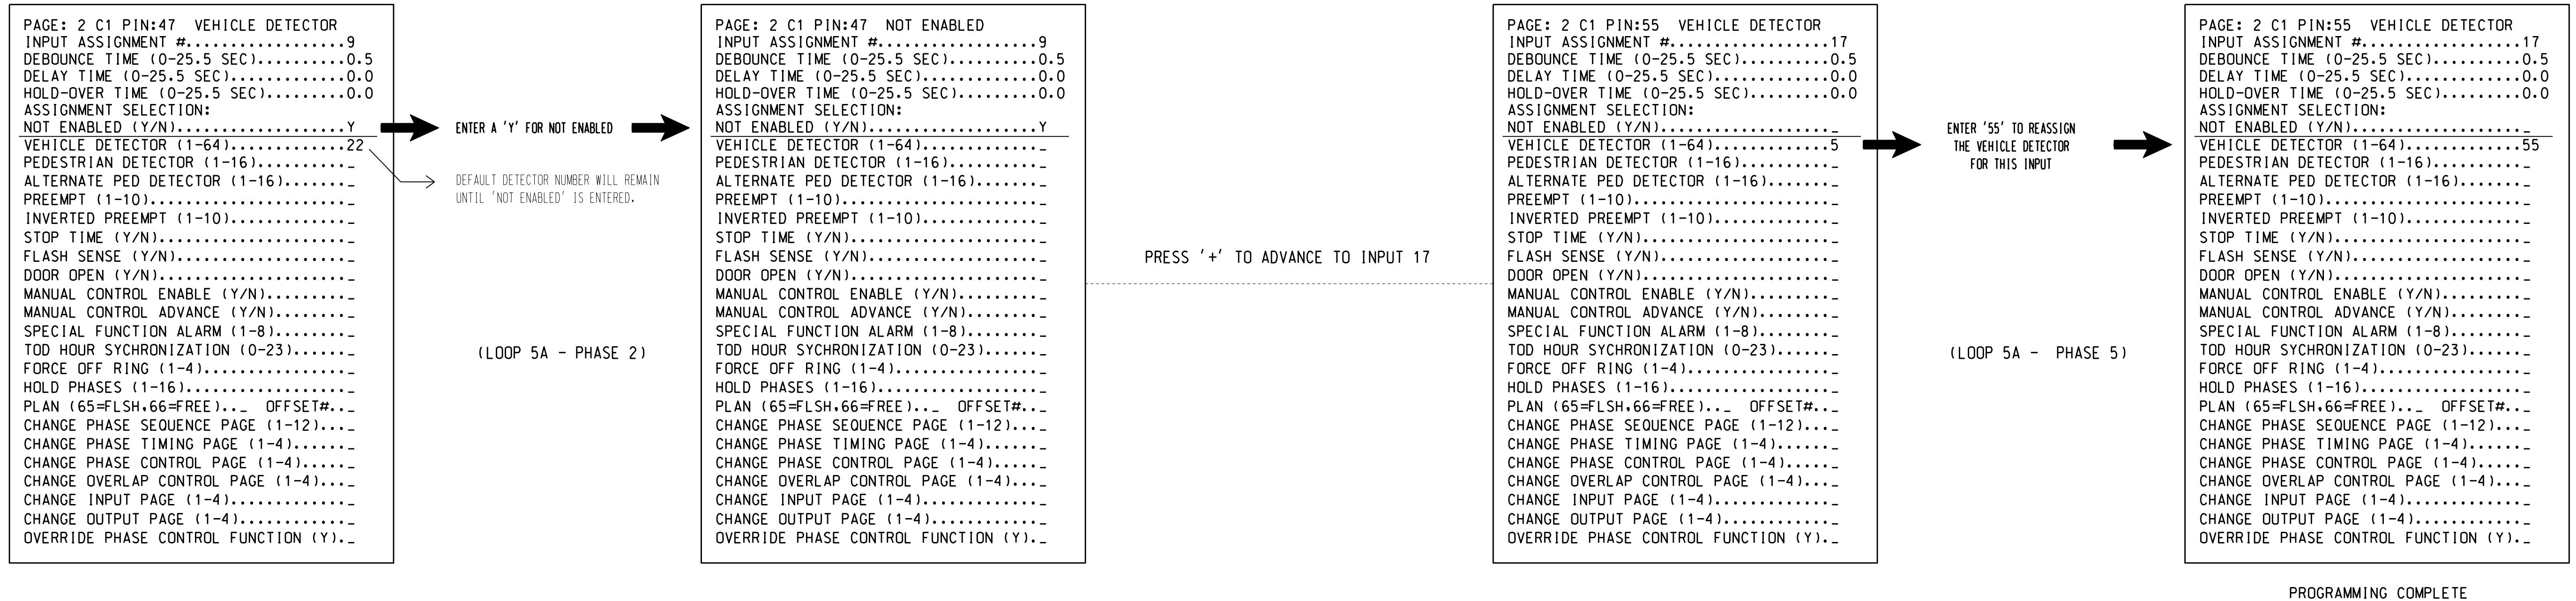 PAGE: 2 C1 PIN:47 VEHICLE DETECTOR
INPUT ASSIGNMENT #..................9
DEBOUNCE TIME (0-25.5 SEC)..........0.5
DELAY TIME (0-25.5 SEC).............0.0
HOLD-OVER TIME (0-25.5 SEC).........0.0
ASSIGNMENT SELECTION:
NOT ENABLED (Y/N)...................Y
VEHICLE DETECTOR (1-64).............22
PEDESTRIAN DETECTOR (1-16).........._
ALTERNATE PED DETECTOR (1-16)......._
PREEMPT (1-10)......................_
INVERTED PREEMPT (1-10)............._
STOP TIME (Y/N)....................._
FLASH SENSE (Y/N)..................._
DOOR OPEN (Y/N)....................._
MANUAL CONTROL ENABLE (Y/N)........._
MANUAL CONTROL ADVANCE (Y/N)........_
SPECIAL FUNCTION ALARM (1-8)........_
TOD HOUR SYCHRONIZATION (0-23)......_
FORCE OFF RING (1-4)................_
HOLD PHASES (1-16).................._
PLAN (65=FLSH,66=FREE).._ OFFSET#.._
CHANGE PHASE SEQUENCE PAGE (1-12)..._
CHANGE PHASE TIMING PAGE (1-4)......_
CHANGE PHASE CONTROL PAGE (1-4)....._
CHANGE OVERLAP CONTROL PAGE (1-4)..._
CHANGE INPUT PAGE (1-4)............._
CHANGE OUTPUT PAGE (1-4)............_
OVERRIDE PHASE CONTROL FUNCTION (Y)._
ENTER A 'Y' FOR NOT ENABLED
DEFAULT DETECTOR NUMBER WILL REMAIN
UNTIL 'NOT ENABLED' IS ENTERED.
(LOOP 5A - PHASE 2)
PAGE: 2 C1 PIN:47 NOT ENABLED
INPUT ASSIGNMENT #..................9
DEBOUNCE TIME (0-25.5 SEC)..........0.5
DELAY TIME (0-25.5 SEC).............0.0
HOLD-OVER TIME (0-25.5 SEC).........0.0
ASSIGNMENT SELECTION:
NOT ENABLED (Y/N)...................Y
VEHICLE DETECTOR (1-64)............._
PEDESTRIAN DETECTOR (1-16).........._
ALTERNATE PED DETECTOR (1-16)......._
PREEMPT (1-10)......................_
INVERTED PREEMPT (1-10)............._
STOP TIME (Y/N)....................._
FLASH SENSE (Y/N)..................._
DOOR OPEN (Y/N)....................._
MANUAL CONTROL ENABLE (Y/N)........._
MANUAL CONTROL ADVANCE (Y/N)........_
SPECIAL FUNCTION ALARM (1-8)........_
TOD HOUR SYCHRONIZATION (0-23)......_
FORCE OFF RING (1-4)................_
HOLD PHASES (1-16).................._
PLAN (65=FLSH,66=FREE).._ OFFSET#.._
CHANGE PHASE SEQUENCE PAGE (1-12)..._
CHANGE PHASE TIMING PAGE (1-4)......_
CHANGE PHASE CONTROL PAGE (1-4)....._
CHANGE OVERLAP CONTROL PAGE (1-4)..._
CHANGE INPUT PAGE (1-4)............._
CHANGE OUTPUT PAGE (1-4)............_
OVERRIDE PHASE CONTROL FUNCTION (Y)._
PRESS '+' TO ADVANCE TO INPUT 17
PAGE: 2 C1 PIN:55 VEHICLE DETECTOR
INPUT ASSIGNMENT #..................17
DEBOUNCE TIME (0-25.5 SEC)..........0.5
DELAY TIME (0-25.5 SEC).............0.0
HOLD-OVER TIME (0-25.5 SEC).........0.0
ASSIGNMENT SELECTION:
NOT ENABLED (Y/N)..................._
VEHICLE DETECTOR (1-64).............5
PEDESTRIAN DETECTOR (1-16).........._
ALTERNATE PED DETECTOR (1-16)......._
PREEMPT (1-10)......................_
INVERTED PREEMPT (1-10)............._
STOP TIME (Y/N)....................._
FLASH SENSE (Y/N)..................._
DOOR OPEN (Y/N)....................._
MANUAL CONTROL ENABLE (Y/N)........._
MANUAL CONTROL ADVANCE (Y/N)........_
SPECIAL FUNCTION ALARM (1-8)........_
TOD HOUR SYCHRONIZATION (0-23)......_
FORCE OFF RING (1-4)................_
HOLD PHASES (1-16).................._
PLAN (65=FLSH,66=FREE).._ OFFSET#.._
CHANGE PHASE SEQUENCE PAGE (1-12)..._
CHANGE PHASE TIMING PAGE (1-4)......_
CHANGE PHASE CONTROL PAGE (1-4)....._
CHANGE OVERLAP CONTROL PAGE (1-4)..._
CHANGE INPUT PAGE (1-4)............._
CHANGE OUTPUT PAGE (1-4)............_
OVERRIDE PHASE CONTROL FUNCTION (Y)._
ENTER '55' TO REASSIGN
THE VEHICLE DETECTOR
FOR THIS INPUT
(LOOP 5A - PHASE 5)
PAGE: 2 C1 PIN:55 VEHICLE DETECTOR
INPUT ASSIGNMENT #..................17
DEBOUNCE TIME (0-25.5 SEC)..........0.5
DELAY TIME (0-25.5 SEC).............0.0
HOLD-OVER TIME (0-25.5 SEC).........0.0
ASSIGNMENT SELECTION:
NOT ENABLED (Y/N)..................._
VEHICLE DETECTOR (1-64).............55
PEDESTRIAN DETECTOR (1-16).........._
ALTERNATE PED DETECTOR (1-16)......._
PREEMPT (1-10)......................_
INVERTED PREEMPT (1-10)............._
STOP TIME (Y/N)....................._
FLASH SENSE (Y/N)..................._
DOOR OPEN (Y/N)....................._
MANUAL CONTROL ENABLE (Y/N)........._
MANUAL CONTROL ADVANCE (Y/N)........_
SPECIAL FUNCTION ALARM (1-8)........_
TOD HOUR SYCHRONIZATION (0-23)......_
FORCE OFF RING (1-4)................_
HOLD PHASES (1-16).................._
PLAN (65=FLSH,66=FREE).._ OFFSET#.._
CHANGE PHASE SEQUENCE PAGE (1-12)..._
CHANGE PHASE TIMING PAGE (1-4)......_
CHANGE PHASE CONTROL PAGE (1-4)....._
CHANGE OVERLAP CONTROL PAGE (1-4)..._
CHANGE INPUT PAGE (1-4)............._
CHANGE OUTPUT PAGE (1-4)............_
OVERRIDE PHASE CONTROL FUNCTION (Y)._
PROGRAMMING COMPLETE